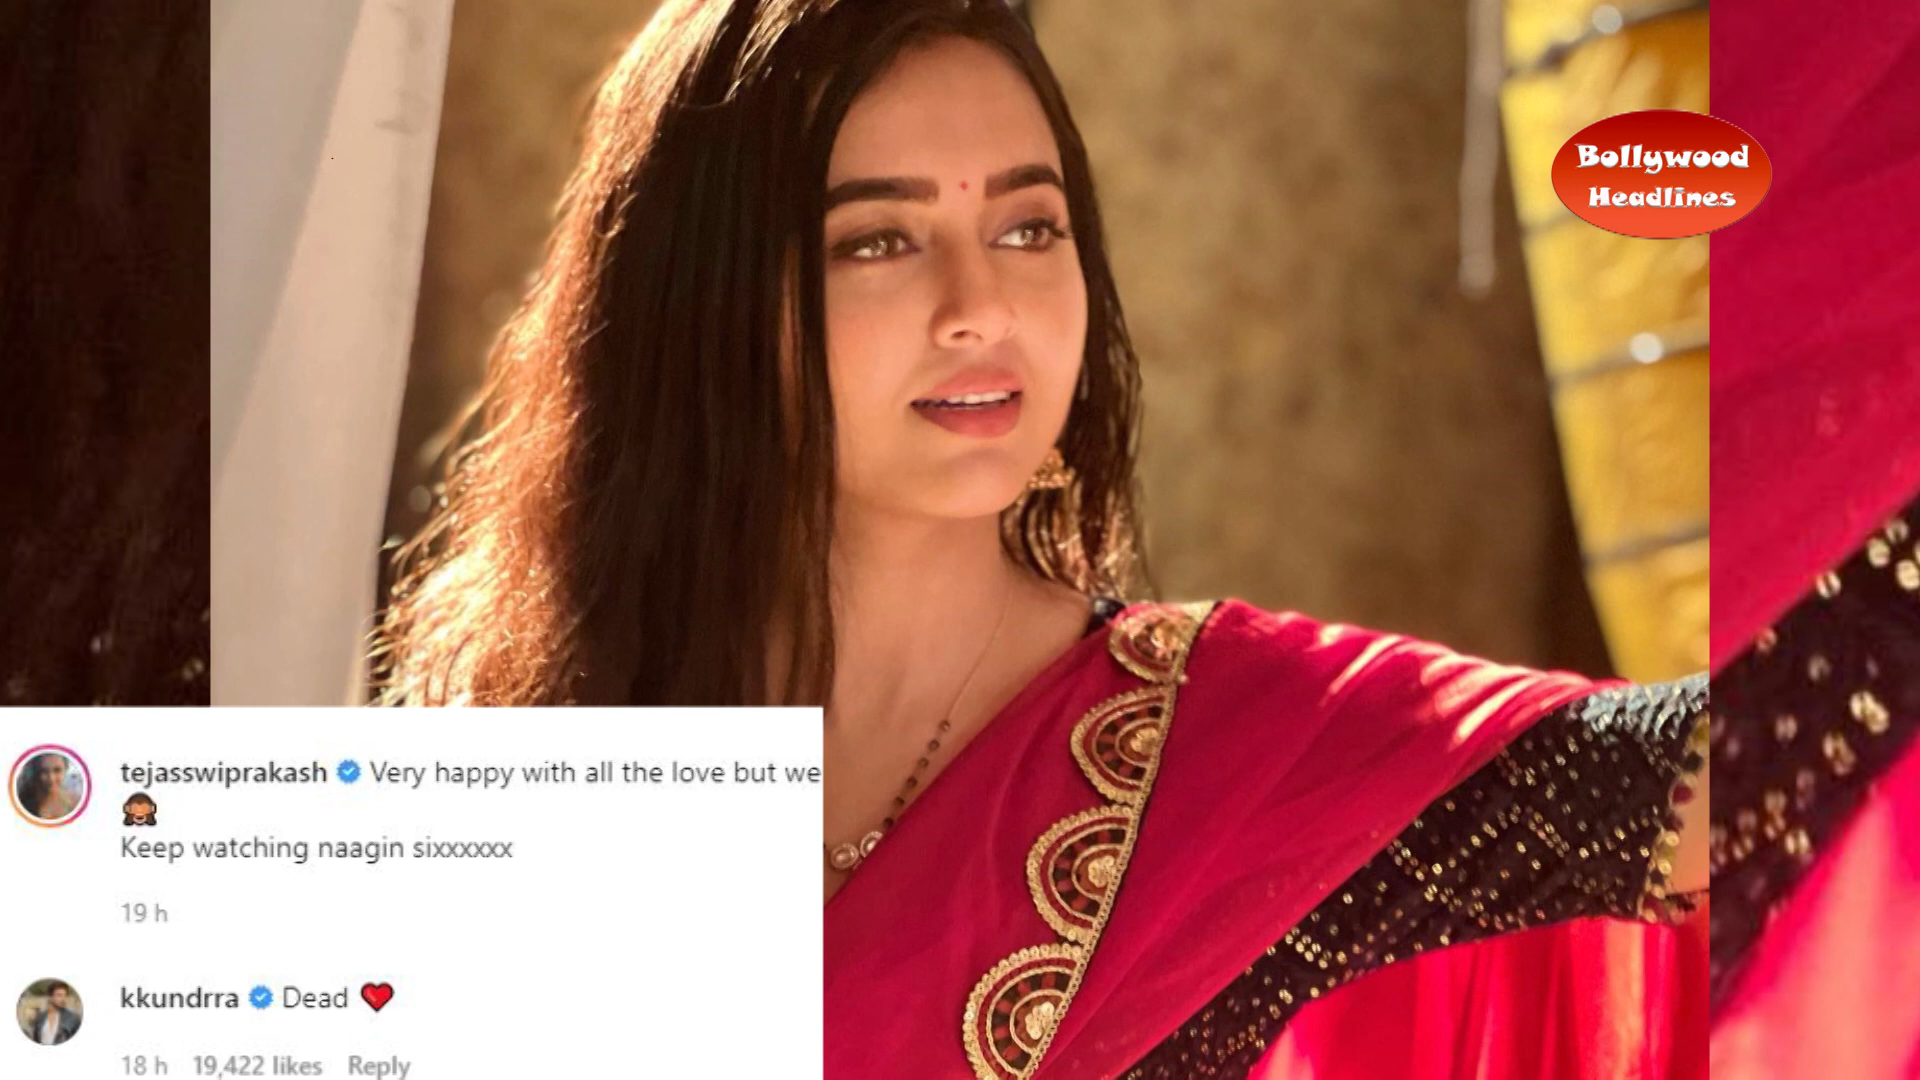 Bollywood
Headlines
tejasswiprakash Very happy with all the love but we
Keep watching naagin sixxxxxx
19 h
kkundrra Dead ❤️
18 h 19,422 likes Reply